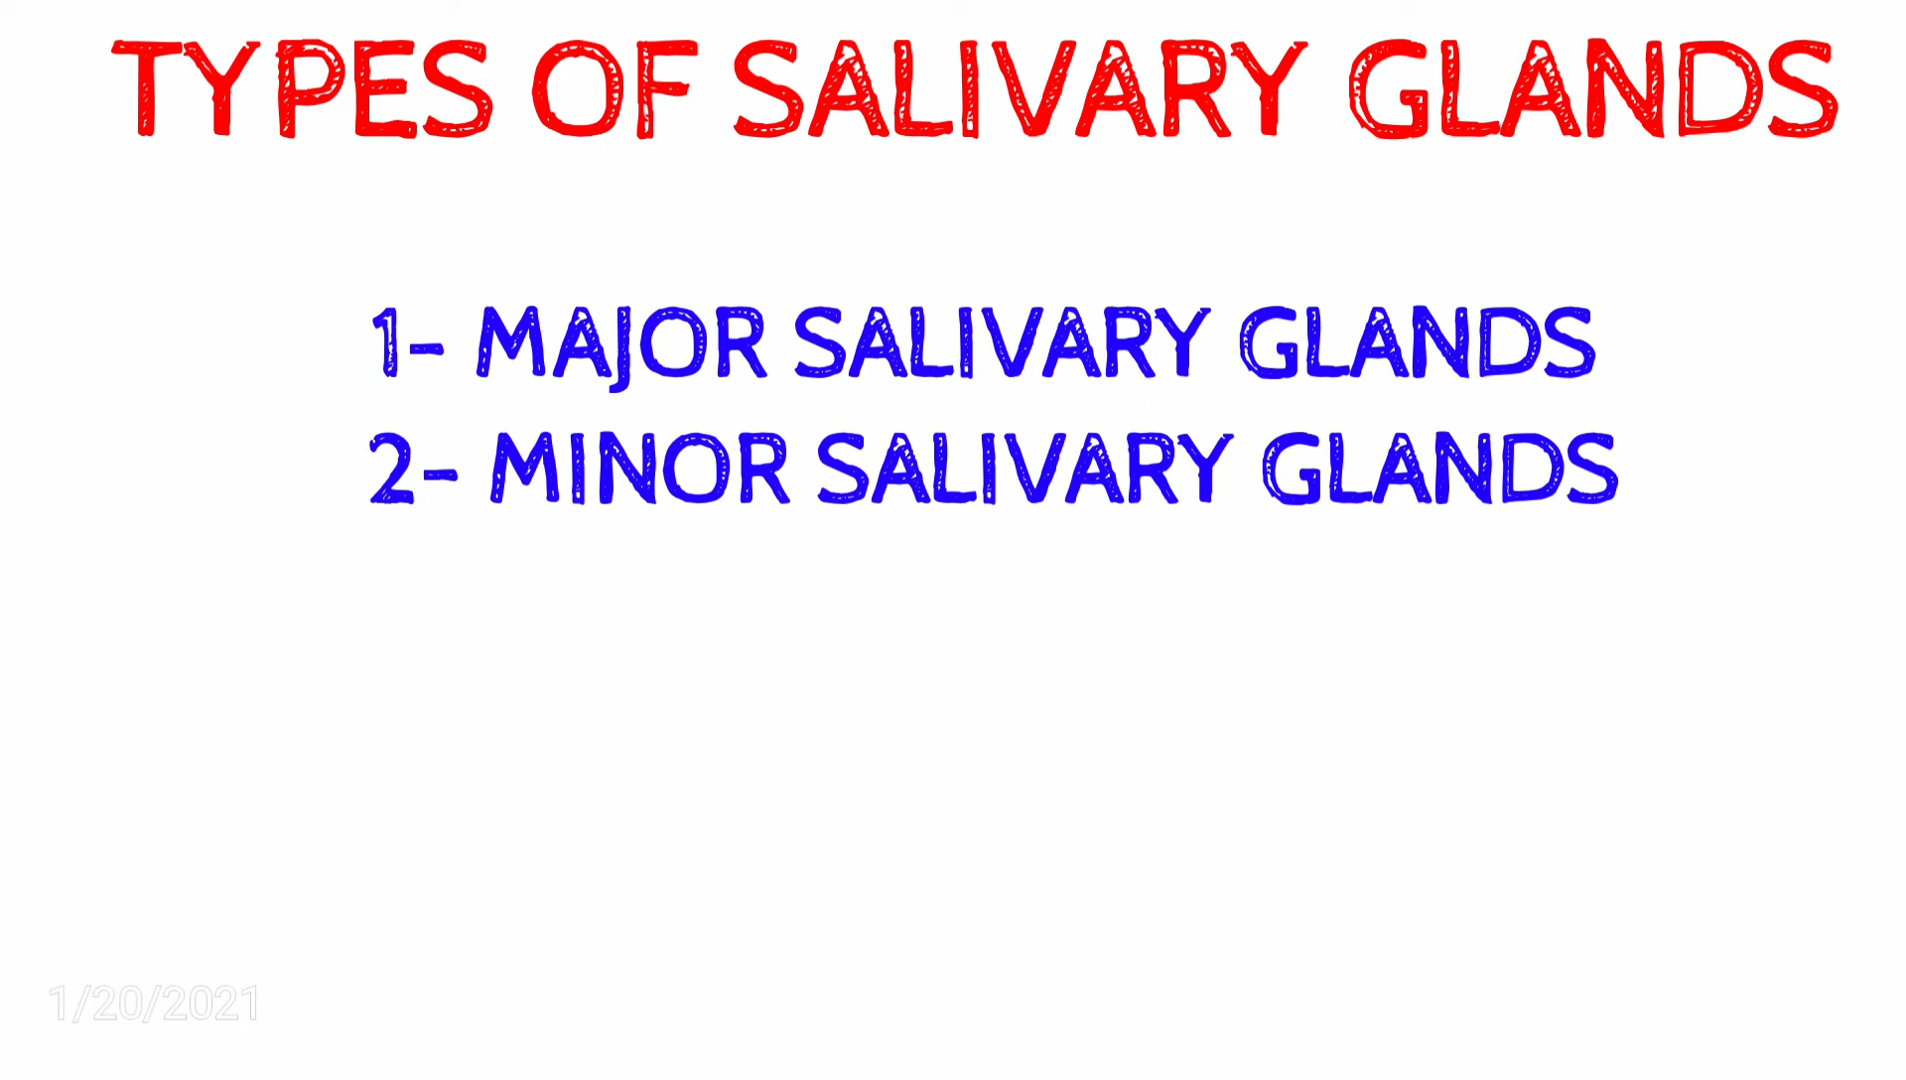 TYPES OF SALIVARY GLANDS
1- MAJOR SALIVARY GLANDS
2- MINOR SALIVARY GLANDS
1/20/2021